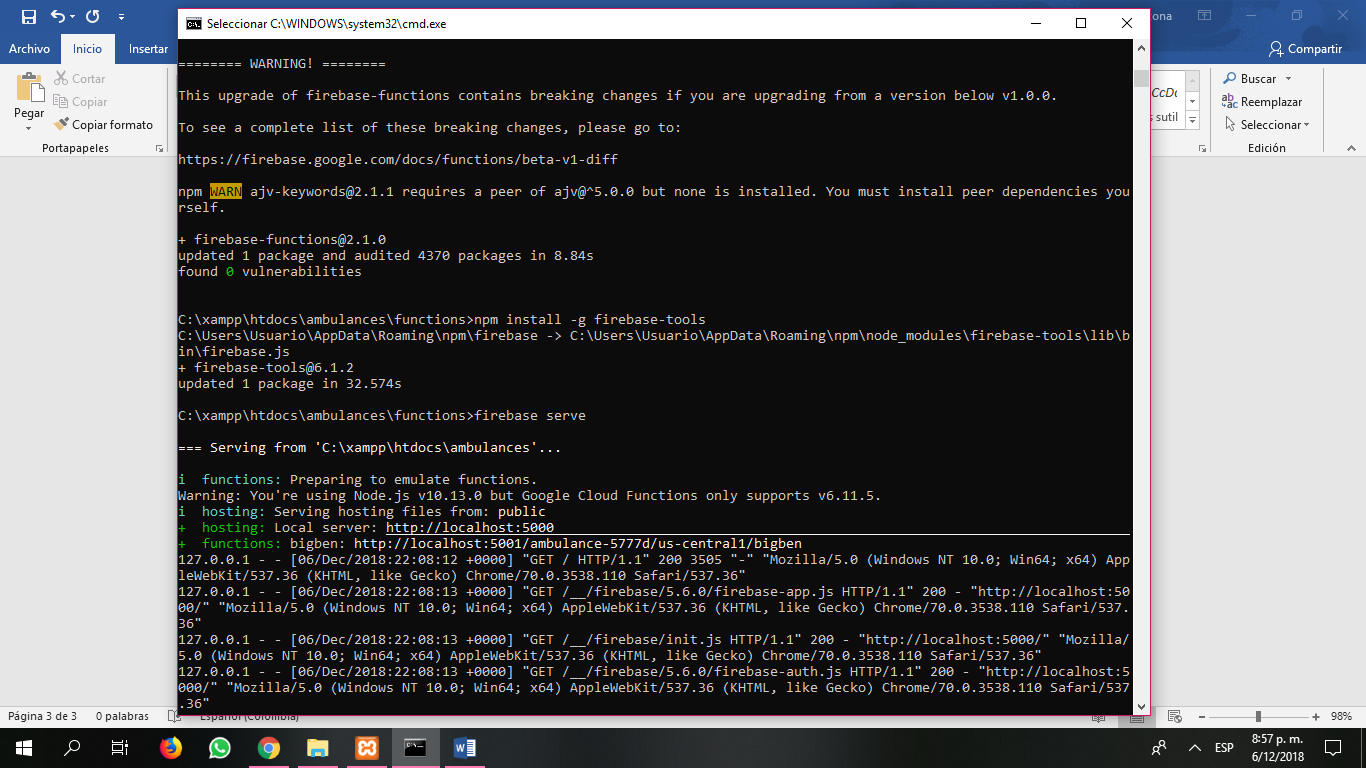 Seleccionar C:\WINDOWS\system32\cmd.exe
ona
Archivo
Inicio
Insertar
Compartir
Pegar
Cortar
Copiar
Copiar formato
Portapapeles
CcDc
s sutil
Buscar
Reemplazar
Seleccionar
Edición
======== WARNING! ========
This upgrade of firebase-functions contains breaking changes if you are upgrading from a version below v1.0.0.
To see a complete list of these breaking changes, please go to:
https://firebase.google.com/docs/functions/beta-v1-diff
npm WARN ajv-keywords@2.1.1 requires a peer of ajv@^5.0.0 but none is installed. You must install peer dependencies you
rself.
+ firebase-functions@2.1.0
updated 1 package and audited 4370 packages in 8.84s
found 0 vulnerabilities
C:\xampp\htdocs\ambulances\functions>npm install -g firebase-tools
C:\Users\Usuario\AppData\Roaming\npm\firebase -> C:\Users\Usuario\AppData\Roaming\npm\node_modules\firebase-tools\lib\b
in\firebase.js
+ firebase-tools@6.1.2
updated 1 package in 32.574s
C:\xampp\htdocs\ambulances\functions>firebase serve
=== Serving from 'C:\xampp\htdocs\ambulances'...
i  functions: Preparing to emulate functions.
Warning: You're using Node.js v10.13.0 but Google Cloud Functions only supports v6.11.5.
i  hosting: Serving hosting files from: public
+  hosting: Local server: http://localhost:5000
+  functions: bigben: http://localhost:5001/ambulance-5777d/us-central1/bigben
127.0.0.1 - - [06/Dec/2018:22:08:12 +0000] "GET / HTTP/1.1" 200 3505 "-" "Mozilla/5.0 (Windows NT 10.0; Win64; x64) App
leWebKit/537.36 (KHTML, like Gecko) Chrome/70.0.3538.110 Safari/537.36"
127.0.0.1 - - [06/Dec/2018:22:08:13 +0000] "GET /__/firebase/5.6.0/firebase-app.js HTTP/1.1" 200 - "http://localhost:50
00/" "Mozilla/5.0 (Windows NT 10.0; Win64; x64) AppleWebKit/537.36 (KHTML, like Gecko) Chrome/70.0.3538.110 Safari/537.
36"
127.0.0.1 - - [06/Dec/2018:22:08:13 +0000] "GET /__/firebase/init.js HTTP/1.1" 200 - "http://localhost:5000/" "Mozilla/
5.0 (Windows NT 10.0; Win64; x64) AppleWebKit/537.36 (KHTML, like Gecko) Chrome/70.0.3538.110 Safari/537.36"
127.0.0.1 - - [06/Dec/2018:22:08:13 +0000] "GET /__/firebase/5.6.0/firebase-auth.js HTTP/1.1" 200 - "http://localhost:5
000/" "Mozilla/5.0 (Windows NT 10.0; Win64; x64) AppleWebKit/537.36 (KHTML, like Gecko) Chrome/70.0.3538.110 Safari/537
.36"
Página 3 de 3
0 palabras
Español (Colombia)
98%
ESP
8:57 p. m.
6/12/2018